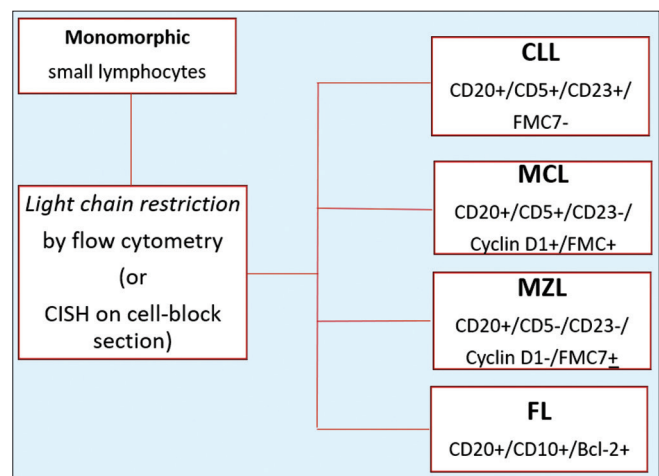 Monomorphic
small lymphocytes
Light chain restriction
by flow cytometry
(or
CISH on cell-block
section)
CLL
CD20+/CD5+/CD23+/
FMC7-
MCL
CD20+/CD5+/CD23-/
Cyclin D1+/FMC+
MZL
CD20+/CD5-/CD23-/
Cyclin D1-/FMC7±
FL
CD20+/CD10+/Bcl-2+